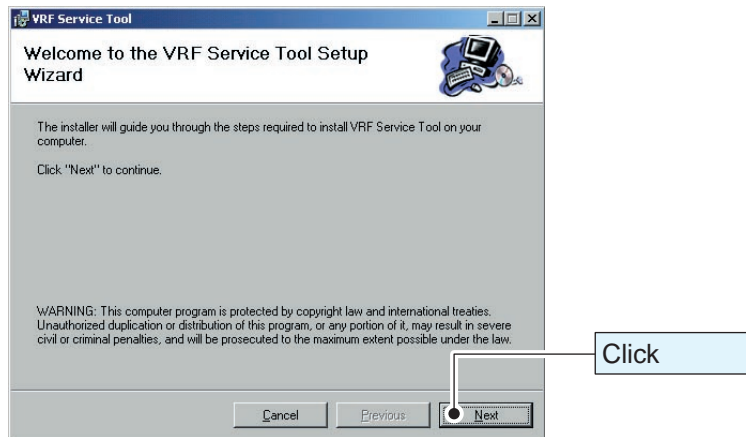 VRF Service Tool
Welcome to the VRF Service Tool Setup
Wizard
The installer will guide you through the steps required to install VRF Service Tool on your
computer.
Click "Next" to continue.
WARNING: This computer program is protected by copyright law and international treaties.
Unauthorized duplication or distribution of this program, or any portion of it, may result in severe
civil or criminal penalties, and will be prosecuted to the maximum extent possible under the law.
Click
Cancel
Previous
Next